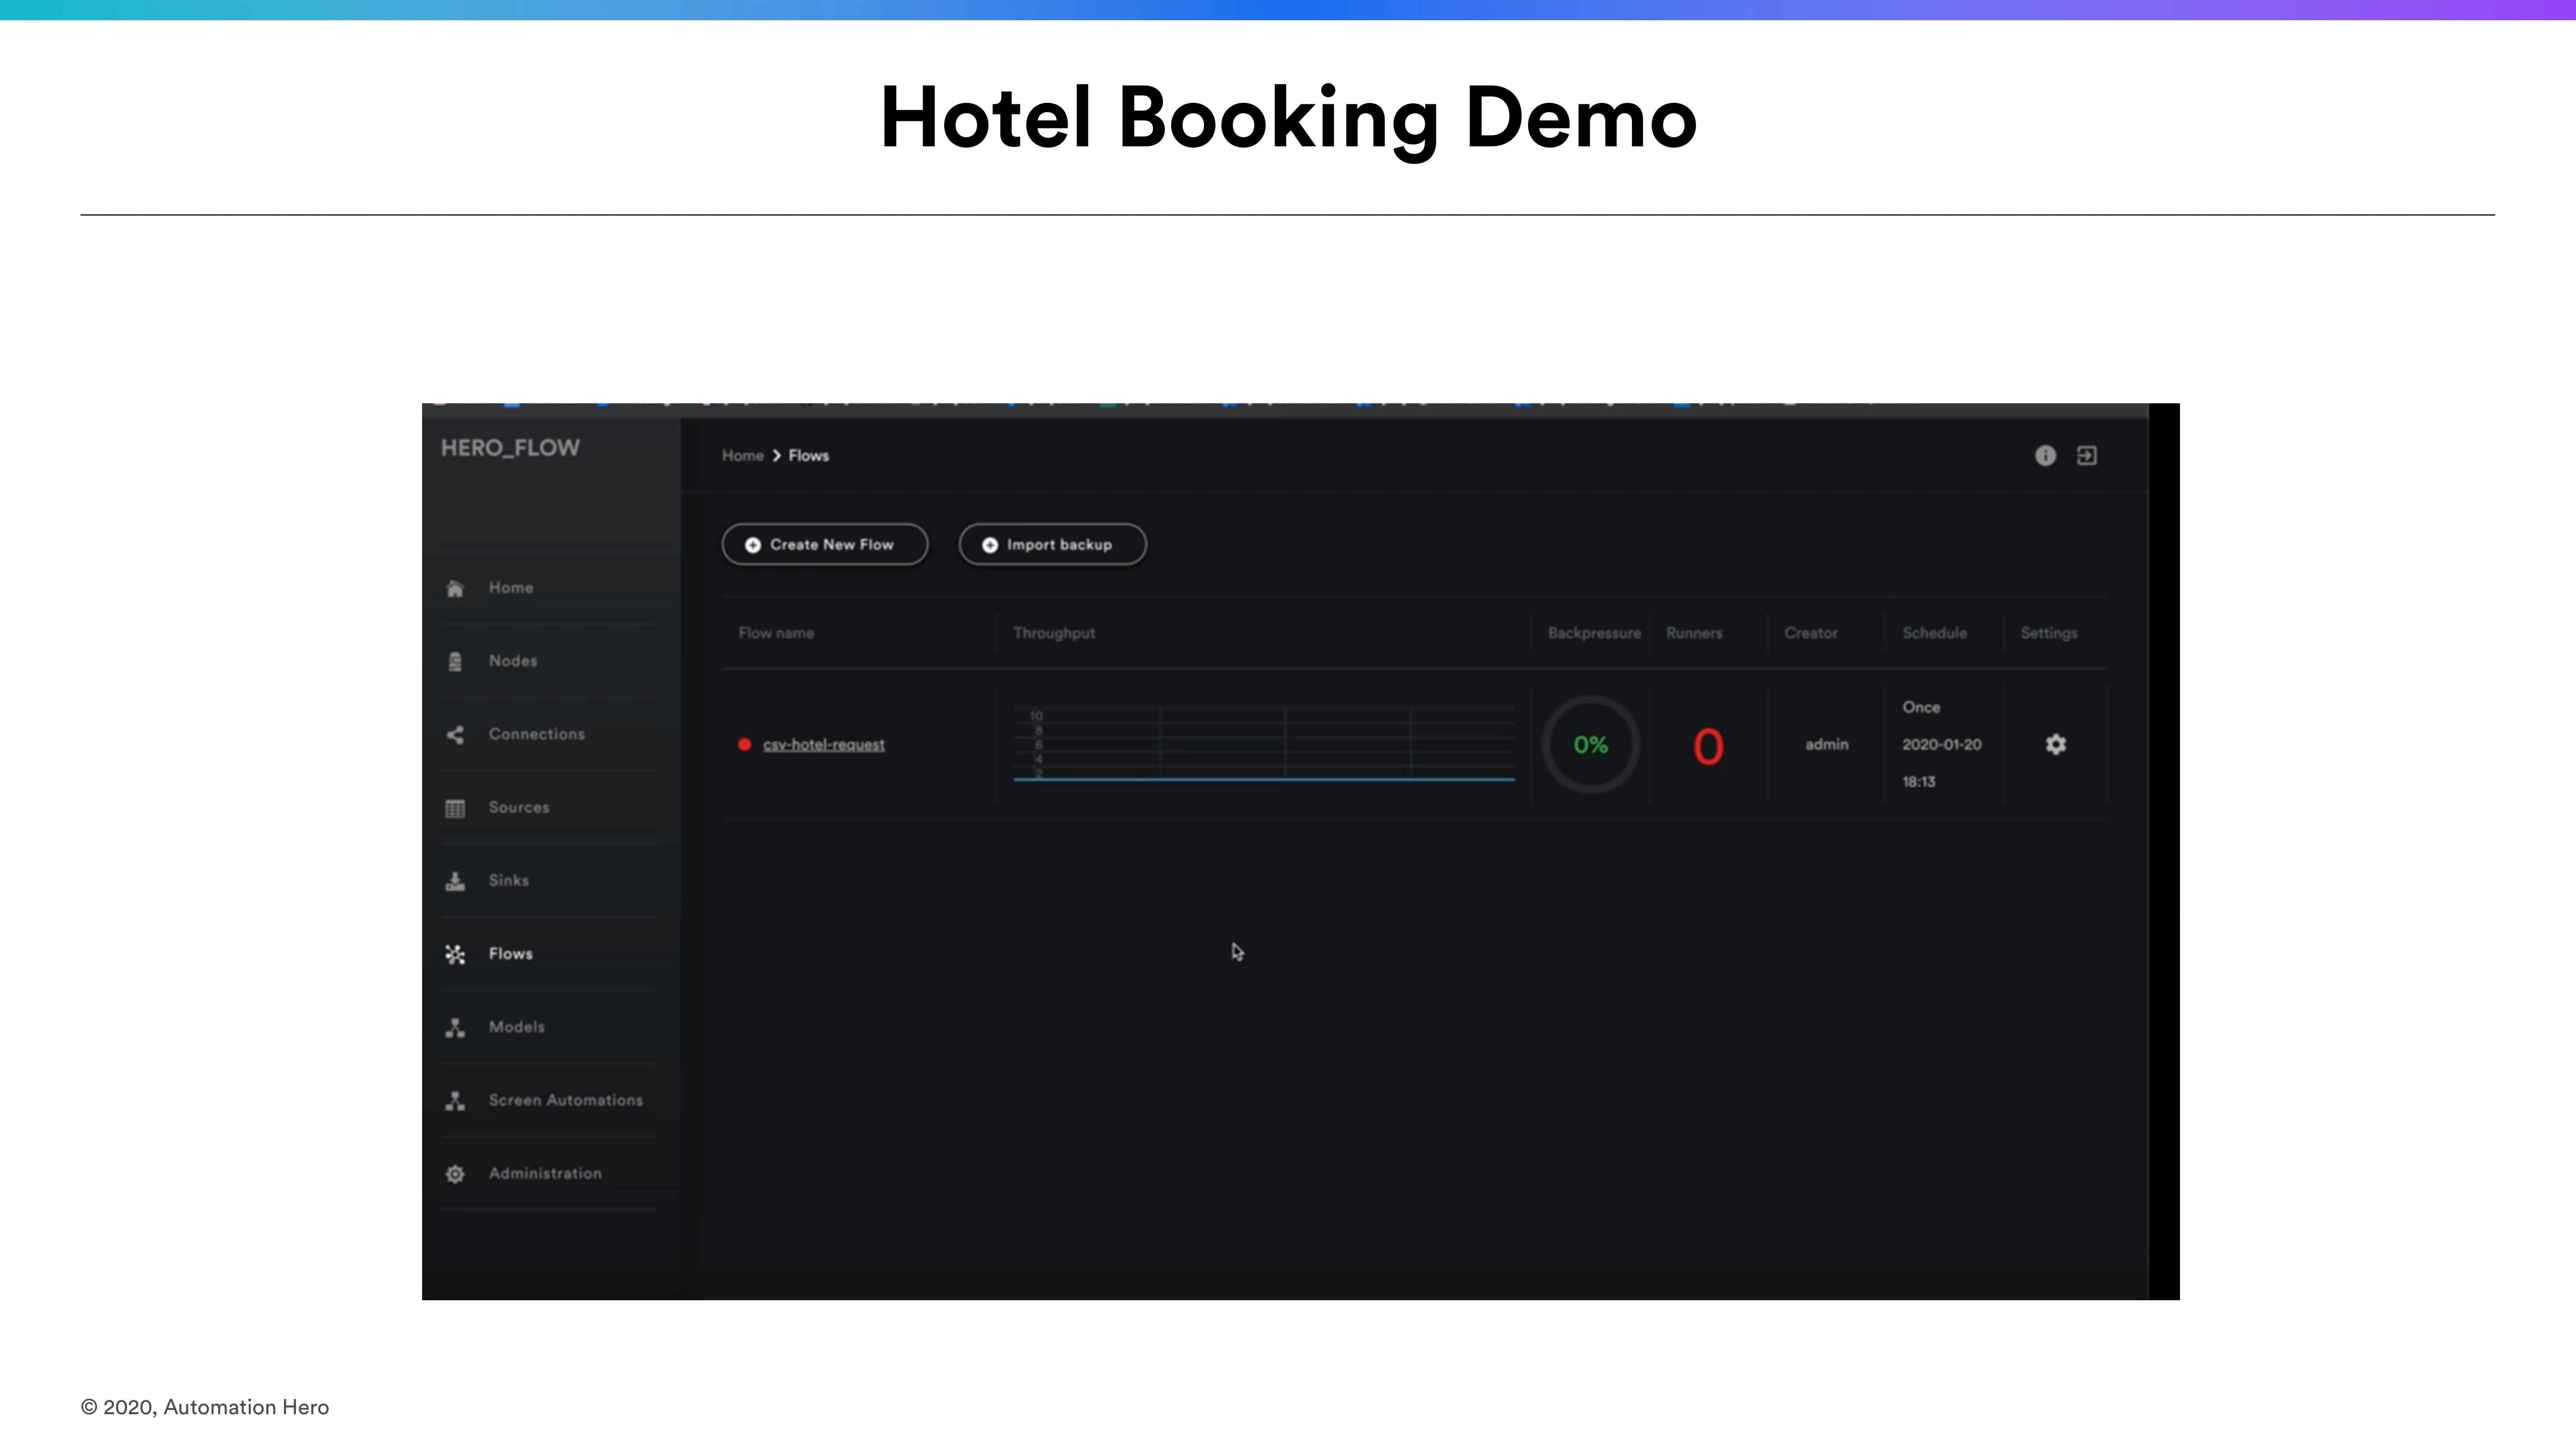 Hotel Booking Demo
HERO_FLOW
Home
Nodes
Connections
Sources
Sinks
Flows
Models
Screen Automations
Administration
Home > Flows
Create New Flow
Import backup
Flow name
Throughput
Backpressure
Runners
Creator
Schedule
Settings
csv-hotel-request
10
8
6
4
2
0%
0
admin
Once
2020-01-20
18:13
© 2020, Automation Hero